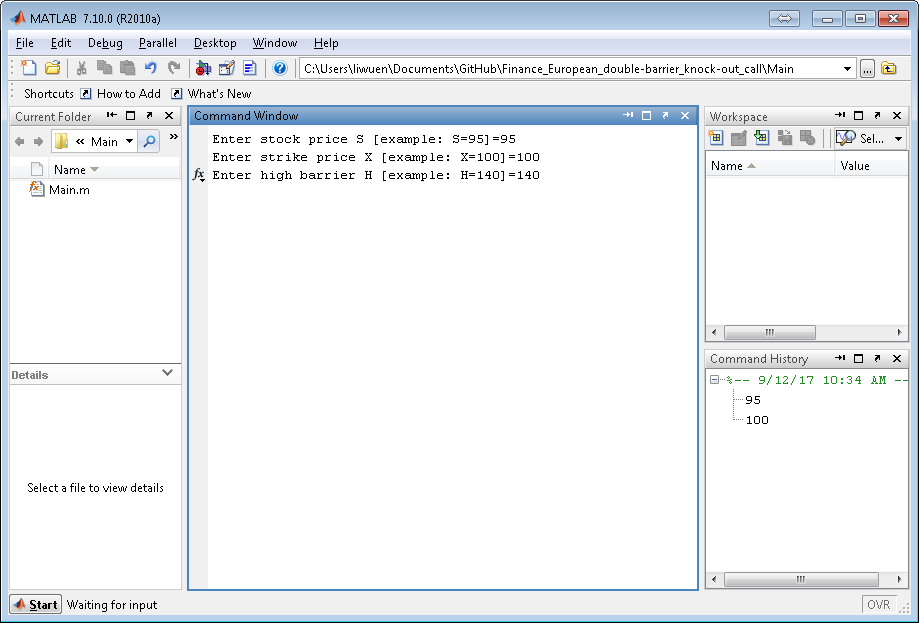 MATLAB 7.10.0 (R2010a)
File Edit Debug Parallel Desktop Window Help
C:\Users\liwuen\Documents\GitHub\Finance_European_double-barrier_knock-out_call\Main
...
Shortcuts How to Add What's New
Current Folder
« Main
»
Name
Main.m
Details
Select a file to view details
Command Window
Enter stock price S [example: S=95]=95
Enter strike price X [example: X=100]=100
fx Enter high barrier H [example: H=140]=140
Workspace
Sel...
Name Value
Command History
%-- 9/12/17 10:34 AM --
95
100
Start Waiting for input
OVR